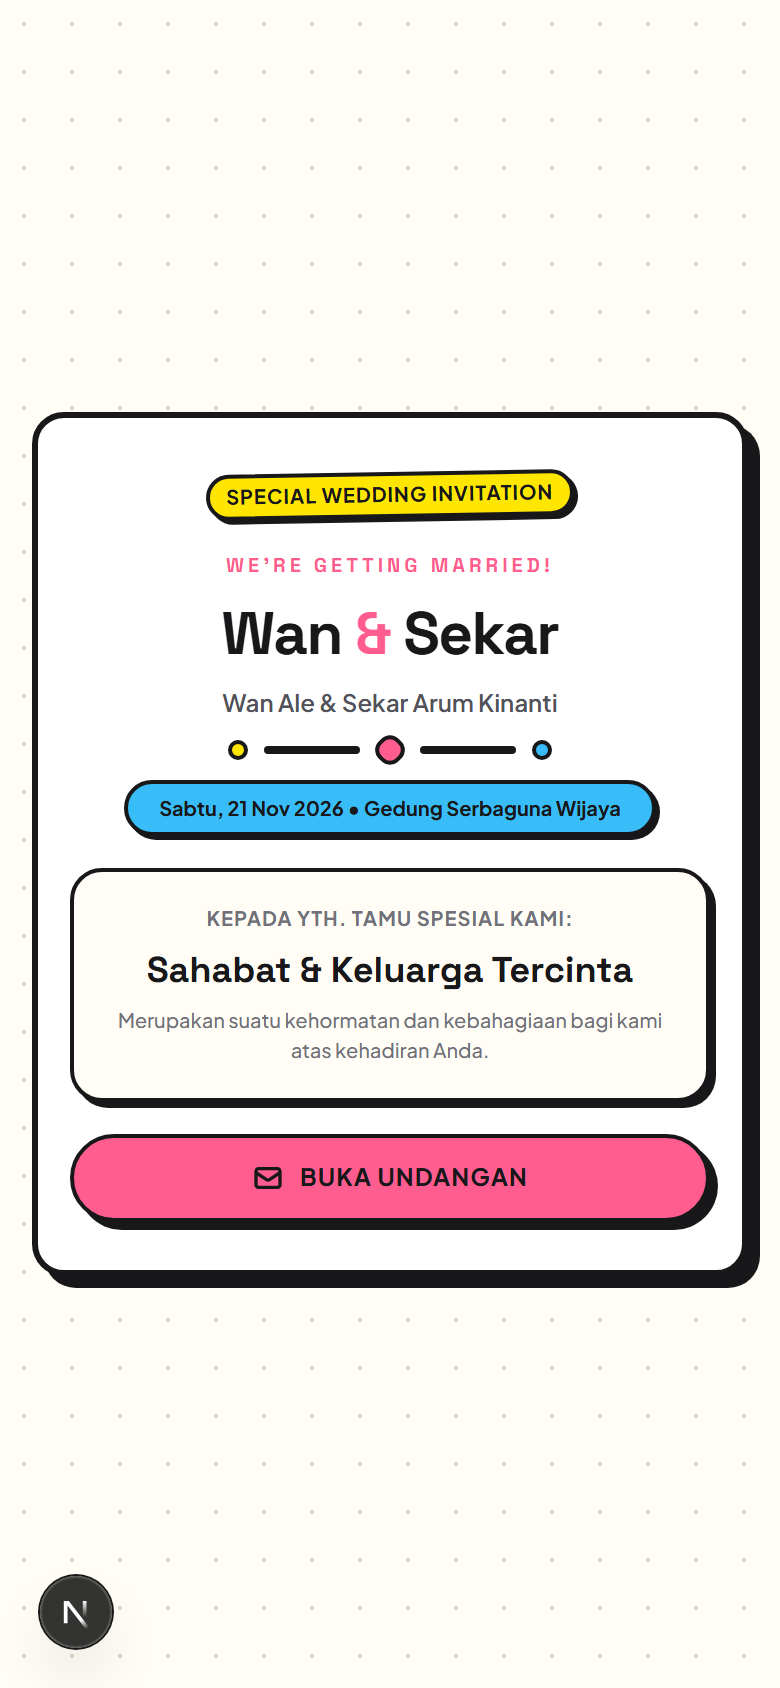 SPECIAL WEDDING INVITATION
WE’RE GETTING MARRIED!
Wan & Sekar
Wan Ale & Sekar Arum Kinanti
Sabtu, 21 Nov 2026 • Gedung Serbaguna Wijaya
KEPADA YTH. TAMU SPESIAL KAMI:
Sahabat & Keluarga Tercinta
Merupakan suatu kehormatan dan kebahagiaan bagi kami
atas kehadiran Anda.
BUKA UNDANGAN
N